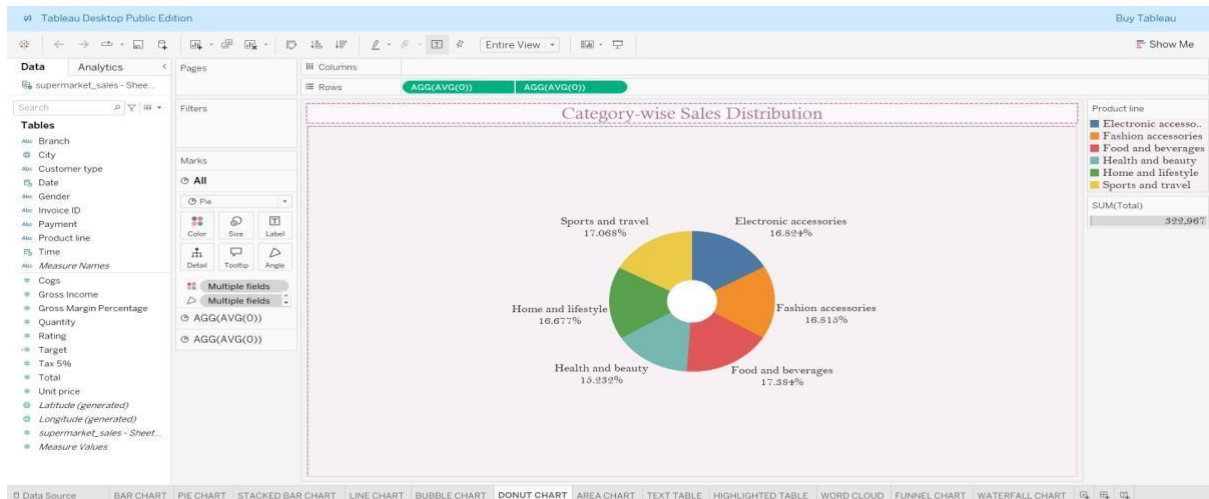 Tableau Desktop Public Edition
Buy Tableau
Entire View
Show Me
Data
Analytics
supermarket_sales - Shee...
Search
Tables
Abc Branch
City
Abc Customer type
Date
Abc Gender
Abc Invoice ID
Abc Payment
Abc Product line
Time
Abc Measure Names
Cogs
Gross Income
Gross Margin Percentage
Quantity
Rating
Target
Tax 5%
Total
Unit price
Latitude (generated)
Longitude (generated)
supermarket_sales - Sheet...
Measure Values
Pages
Filters
Marks
All
Pie
Color
Size
Label
Detail
Tooltip
Angle
Multiple fields
Multiple fields
AGG(AVG(0))
AGG(AVG(0))
Columns
Rows
AGG(AVG(0))
AGG(AVG(0))
Category-wise Sales Distribution
Sports and travel
17.068%
Electronic accessories
16.824%
Home and lifestyle
16.677%
Fashion accessories
16.815%
Health and beauty
15.232%
Food and beverages
17.384%
Product line
Electronic accesso..
Fashion accessories
Food and beverages
Health and beauty
Home and lifestyle
Sports and travel
SUM(Total)
322,967
Data Source
BAR CHART
PIE CHART
STACKED BAR CHART
LINE CHART
BUBBLE CHART
DONUT CHART
AREA CHART
TEXT TABLE
HIGHLIGHTED TABLE
WORD CLOUD
FUNNEL CHART
WATERFALL CHART